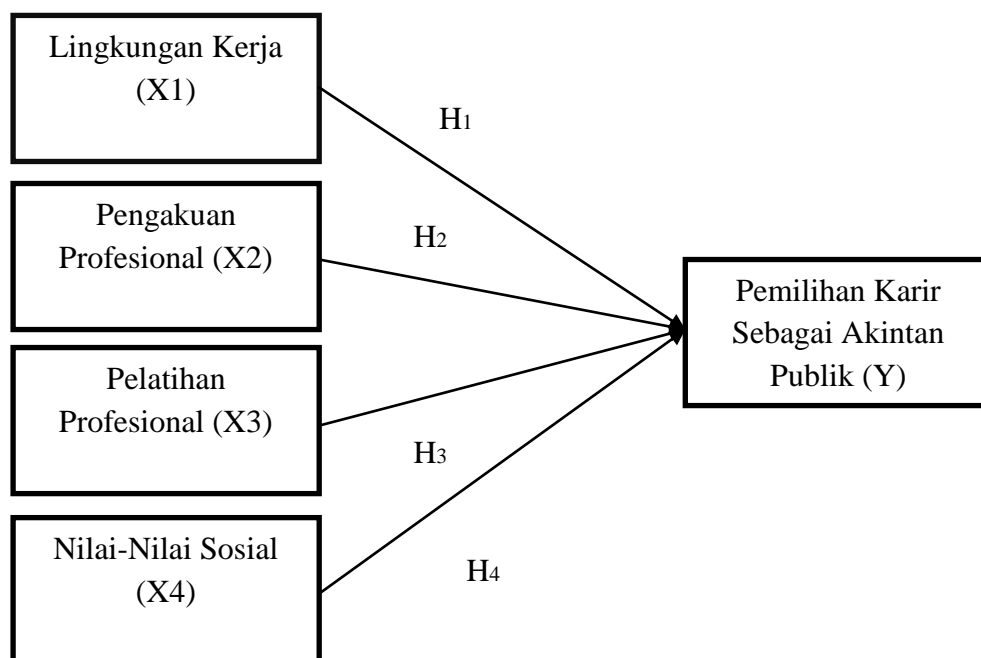 Lingkungan Kerja
(X1)
H1
Pengakuan
Profesional (X2)
H2
Pemilihan Karir
Sebagai Akintan
Publik (Y)
Pelatihan
Profesional (X3)
H3
Nilai-Nilai Sosial
(X4)
H4